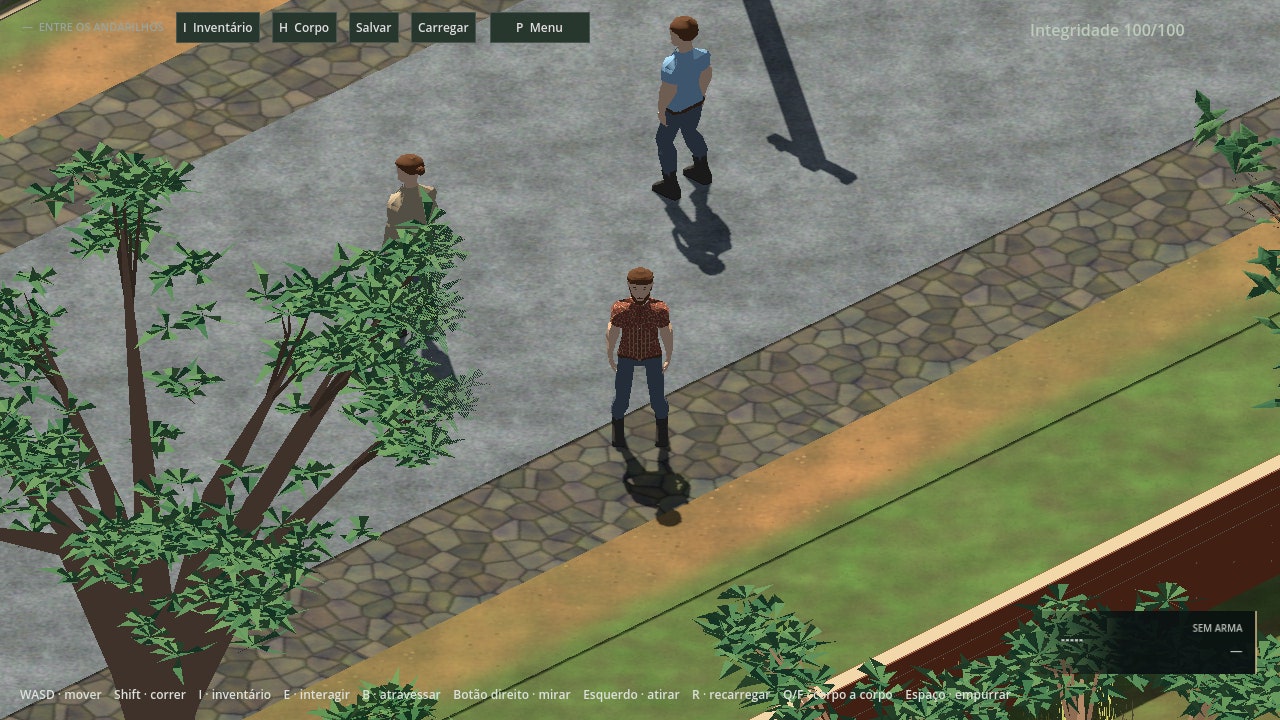 — ENTRE OS ANDARILHOS
I Inventário
H Corpo
Salvar
Carregar
P Menu
Integridade 100/100
SEM ARMA
-----
—
WASD · mover Shift · correr I · inventário E · interagir B · atravessar Botão direito · mirar Esquerdo · atirar R · recarregar Q/F · corpo a corpo Espaço · empurrar